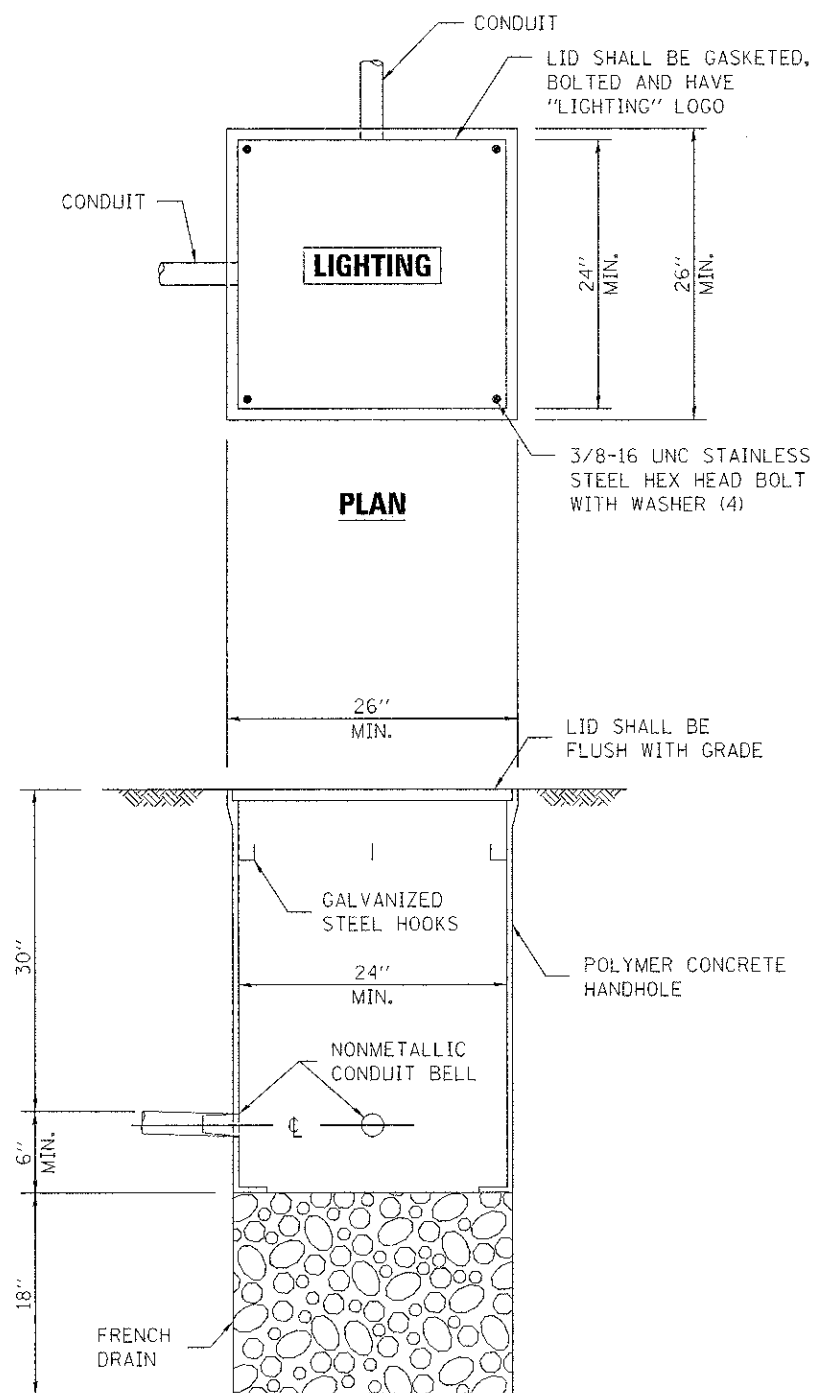 CONDUIT
LID SHALL BE GASKETED,
BOLTED AND HAVE
"LIGHTING" LOGO
CONDUIT
LIGHTING
24"
MIN.
26"
MIN.
3/8-16 UNC STAINLESS
STEEL HEX HEAD BOLT
WITH WASHER (4)
PLAN
26"
MIN.
LID SHALL BE
FLUSH WITH GRADE
GALVANIZED
STEEL HOOKS
30"
24"
MIN.
POLYMER CONCRETE
HANDHOLE
NONMETALLIC
CONDUIT BELL
℄
6"
MIN.
18"
FRENCH
DRAIN